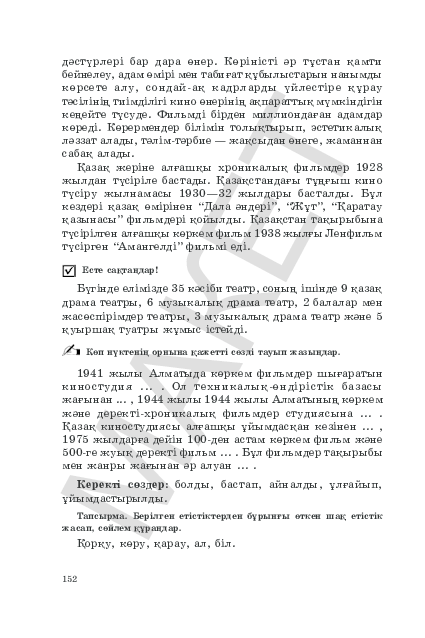 дәстүрлері бар дара өнер. Көріністі әр тұстан қамти
бейнелеу, адам өмірі мен табиғат құбылыстарын нанымды
көрсете алу, сондай-ақ кадрларды үйлестіре құрау
тәсілінің тиімділігі кино өнерінің ақпараттық мүмкіндігін
кеңейте түсуде. Фильмді бірден миллиондаған адамдар
көреді. Көрермендер білімін толықтырып, эстетикалық
ләззат алады, тәлім-тәрбие — жақсыдан өнеге, жаманнан
сабақ алады.
Қазақ жеріне алғашқы хроникалық фильмдер 1928
жылдан түсіріле бастады. Қазақстандағы тұңғыш кино
түсіру жылнамасы 1930—32 жылдары басталды. Бұл
кездері қазақ өмірінен “Дала әндері”, “Жұт”, “Қаратау
қазынасы” фильмдері қойылды. Қазақстан тақырыбына
түсірілген алғашқы көркем фильм 1938 жылғы Ленфильм
түсірген “Амангелді” фильмі еді.
Есте сақтаңдар!
Бүгінде елімізде 35 кәсіби театр, соның ішінде 9 қазақ
драма театры, 6 музыкалық драма театр, 2 балалар мен
жасөспірімдер театры, 3 музыкалық драма театр және 5
қуыршақ туатры жұмыс істейді.
Көп нүктенің орнына қажетті сөзді тауып жазыңдар.
1941 жылы Алматыда көркем фильмдер шығаратын
киностудия ... . Ол техникалық-өндірістік базасы
жағынан ... , 1944 жылы 1944 жылы Алматының көркем
және деректі-хроникалық фильмдер студиясына ... .
Қазақ киностудиясы алғашқы ұйымдасқан кезінен ... ,
1975 жылдарға дейін 100-ден астам көркем фильм және
500-ге жуық деректі фильм ... . Бұл фильмдер тақырыбы
мен жанры жағынан әр алуан ... .
Керекті сөздер: болды, бастап, айналды, ұлғайып,
ұйымдастырылды.
Тапсырма. Берілген етістіктерден бұрынғы өткен шақ етістік
жасап, сөйлем құраңдар.
Қорқу, көру, қарау, ал, біл.
152
МАКЕТ